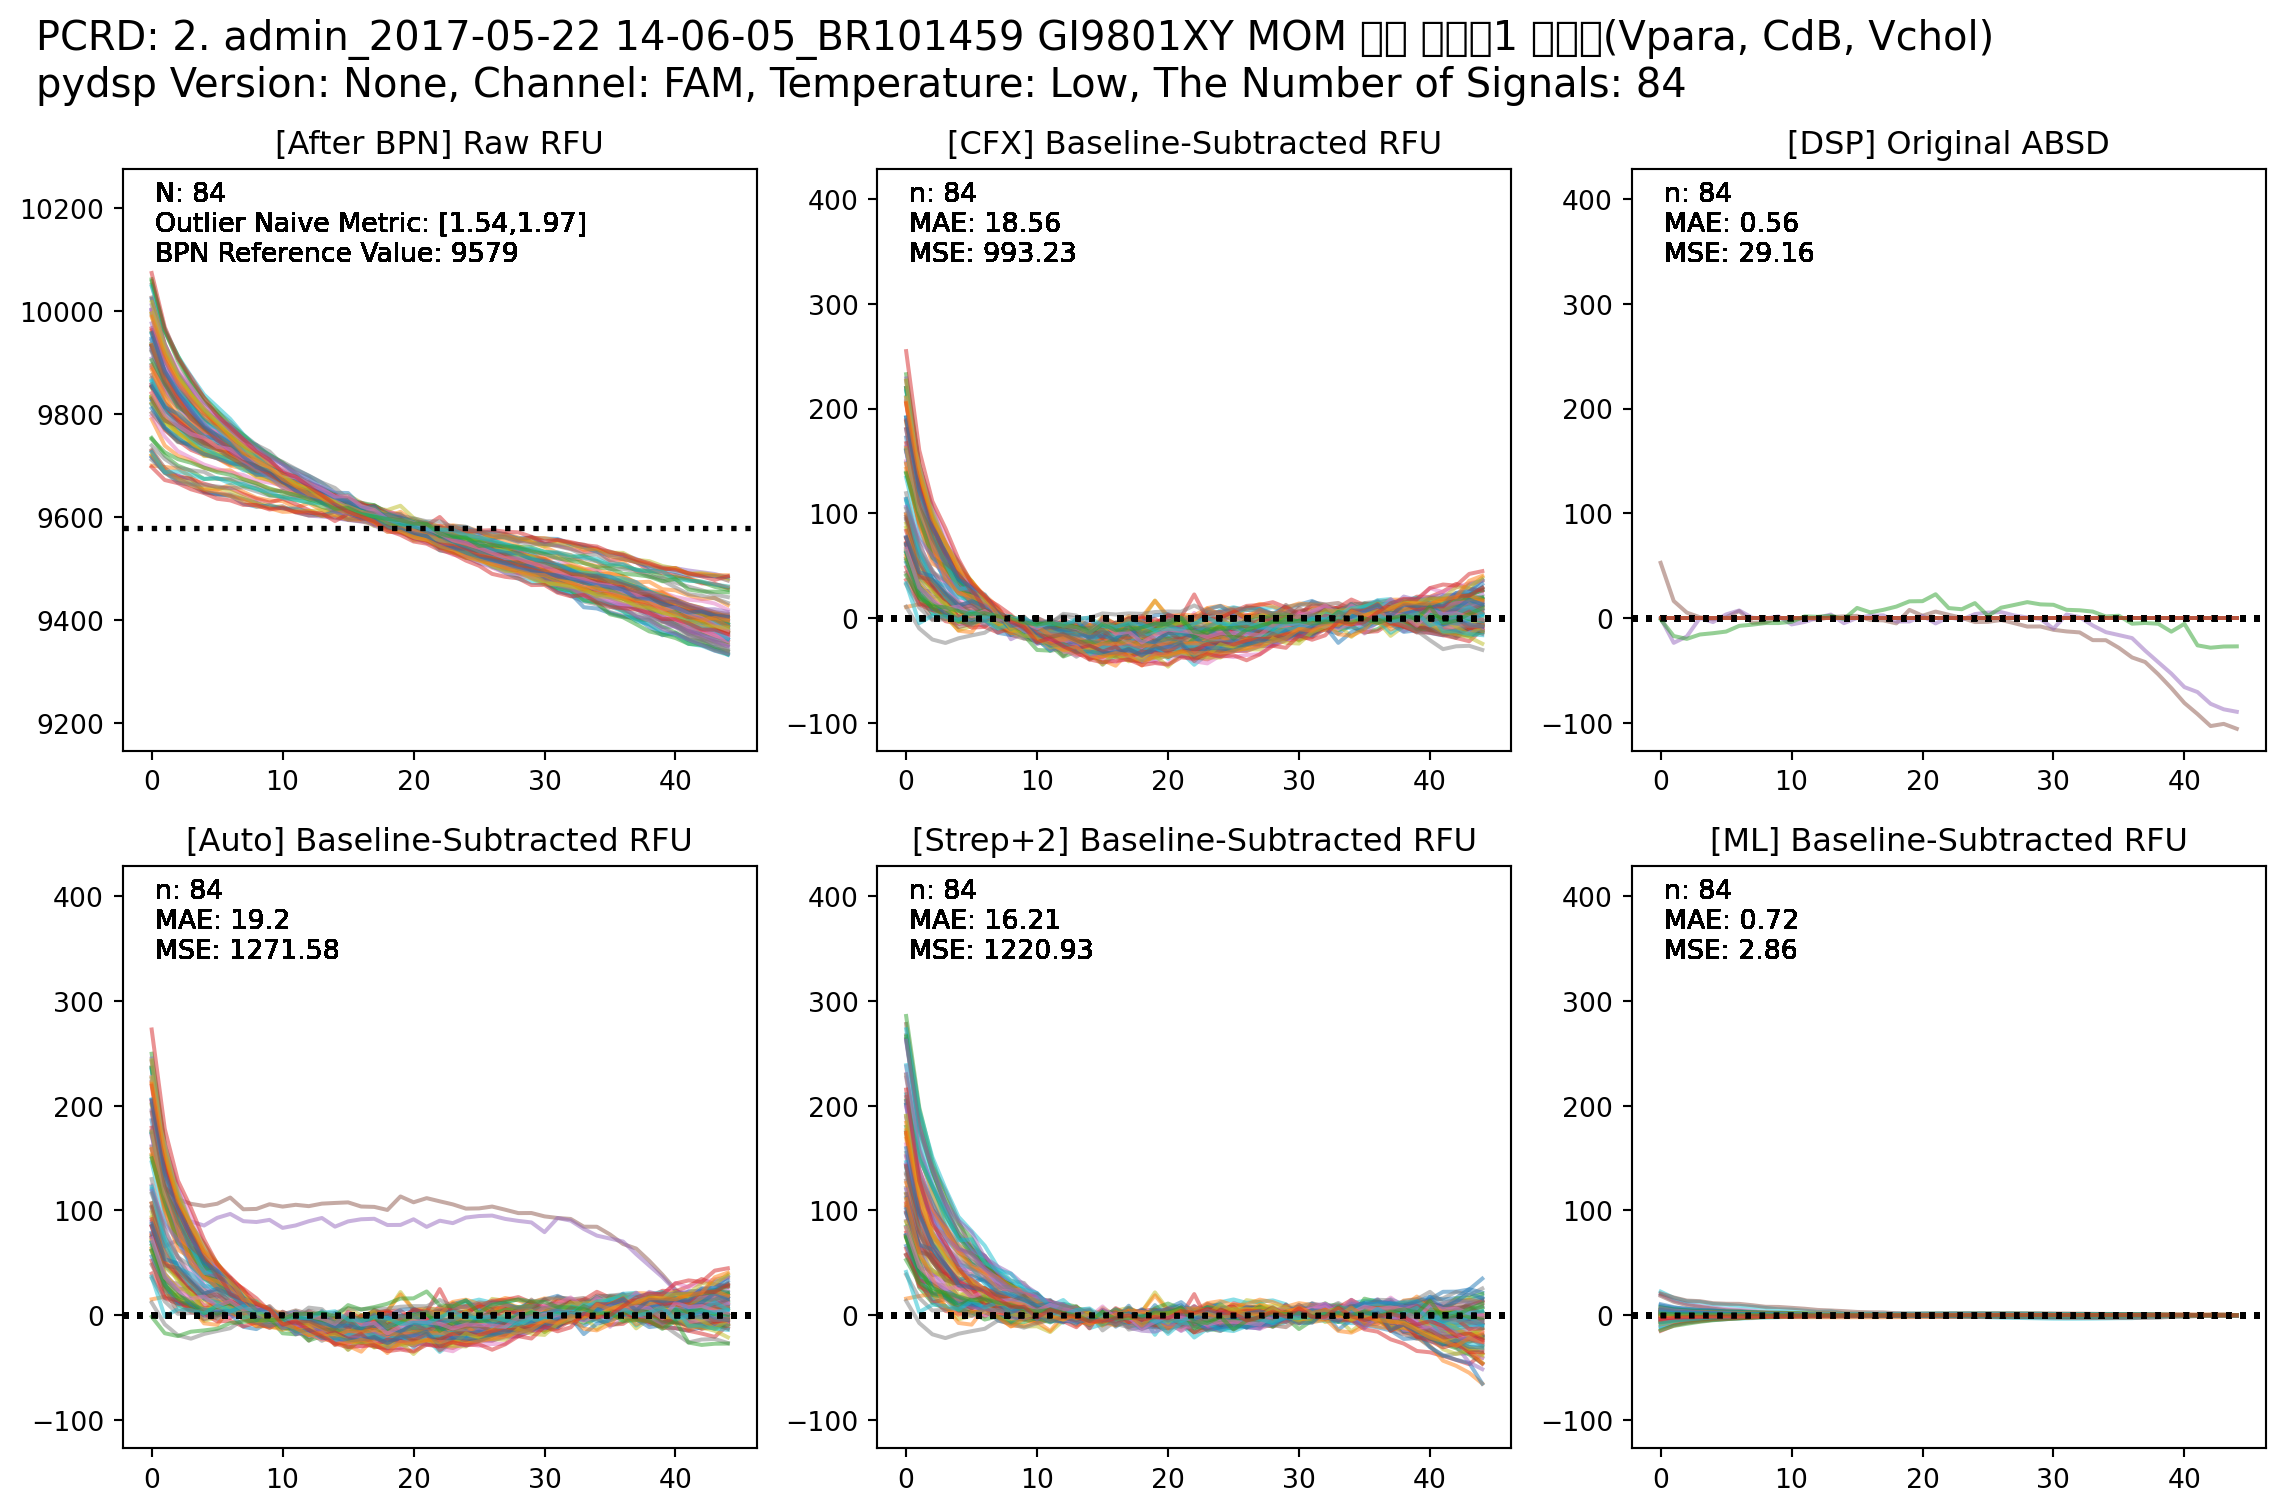 PCRD: 2. admin_2017-05-22 14-06-05_BR101459 GI9801XY MOM □□ □□□1 □□□(Vpara, CdB, Vchol)
pydsp Version: None, Channel: FAM, Temperature: Low, The Number of Signals: 84
[After BPN] Raw RFU
N: 84
Outlier Naive Metric: [1.54,1.97]
BPN Reference Value: 9579
10200
10000
9800
9600
9400
9200
0 10 20 30 40
[CFX] Baseline-Subtracted RFU
n: 84
MAE: 18.56
MSE: 993.23
400
300
200
100
0
−100
0 10 20 30 40
[DSP] Original ABSD
n: 84
MAE: 0.56
MSE: 29.16
400
300
200
100
0
−100
0 10 20 30 40
[Auto] Baseline-Subtracted RFU
n: 84
MAE: 19.2
MSE: 1271.58
400
300
200
100
0
−100
0 10 20 30 40
[Strep+2] Baseline-Subtracted RFU
n: 84
MAE: 16.21
MSE: 1220.93
400
300
200
100
0
−100
0 10 20 30 40
[ML] Baseline-Subtracted RFU
n: 84
MAE: 0.72
MSE: 2.86
400
300
200
100
0
−100
0 10 20 30 40